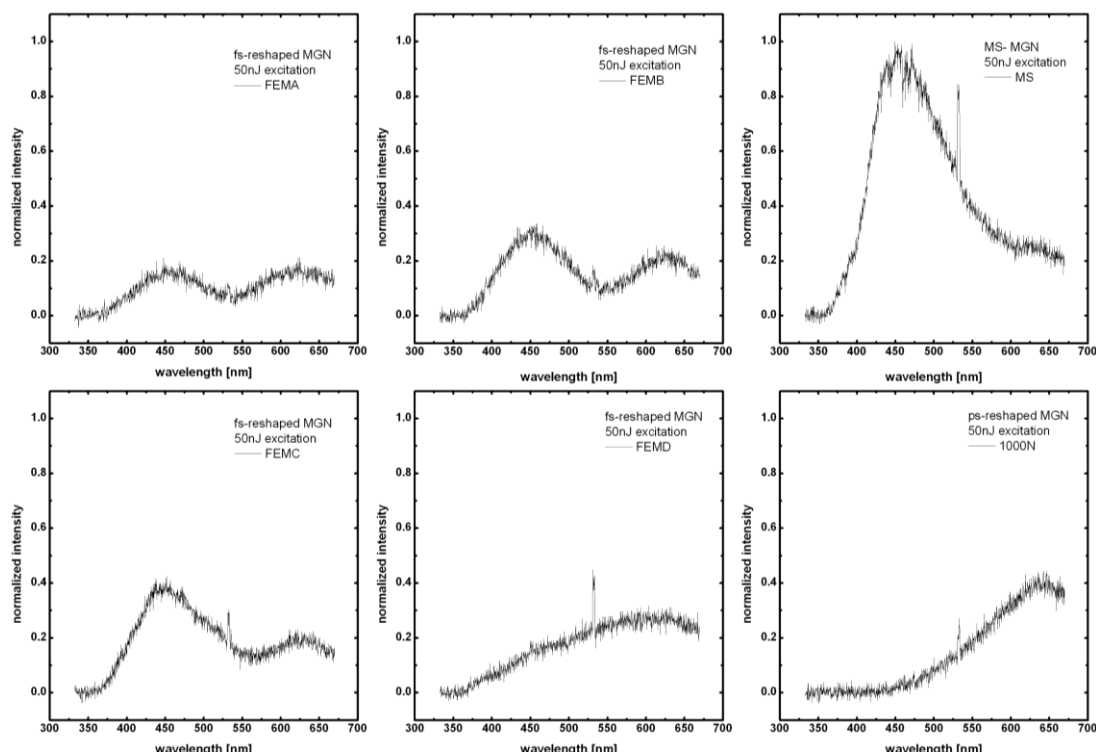 fs-reshaped MGN
50nJ excitation
FEMA
normalized intensity
1.0
0.8
0.6
0.4
0.2
0.0
300 350 400 450 500 550 600 650 700
wavelength [nm]
fs-reshaped MGN
50nJ excitation
FEMB
normalized intensity
1.0
0.8
0.6
0.4
0.2
0.0
300 350 400 450 500 550 600 650 700
wavelength [nm]
MS- MGN
50nJ excitation
MS
normalized intensity
1.0
0.8
0.6
0.4
0.2
0.0
300 350 400 450 500 550 600 650 700
wavelength [nm]
fs-reshaped MGN
50nJ excitation
FEMC
normalized intensity
1.0
0.8
0.6
0.4
0.2
0.0
300 350 400 450 500 550 600 650 700
wavelength [nm]
fs-reshaped MGN
50nJ excitation
FEMD
normalized intensity
1.0
0.8
0.6
0.4
0.2
0.0
300 350 400 450 500 550 600 650 700
wavelength [nm]
ps-reshaped MGN
50nJ excitation
1000N
normalized intensity
1.0
0.8
0.6
0.4
0.2
0.0
300 350 400 450 500 550 600 650 700
wavelength [nm]